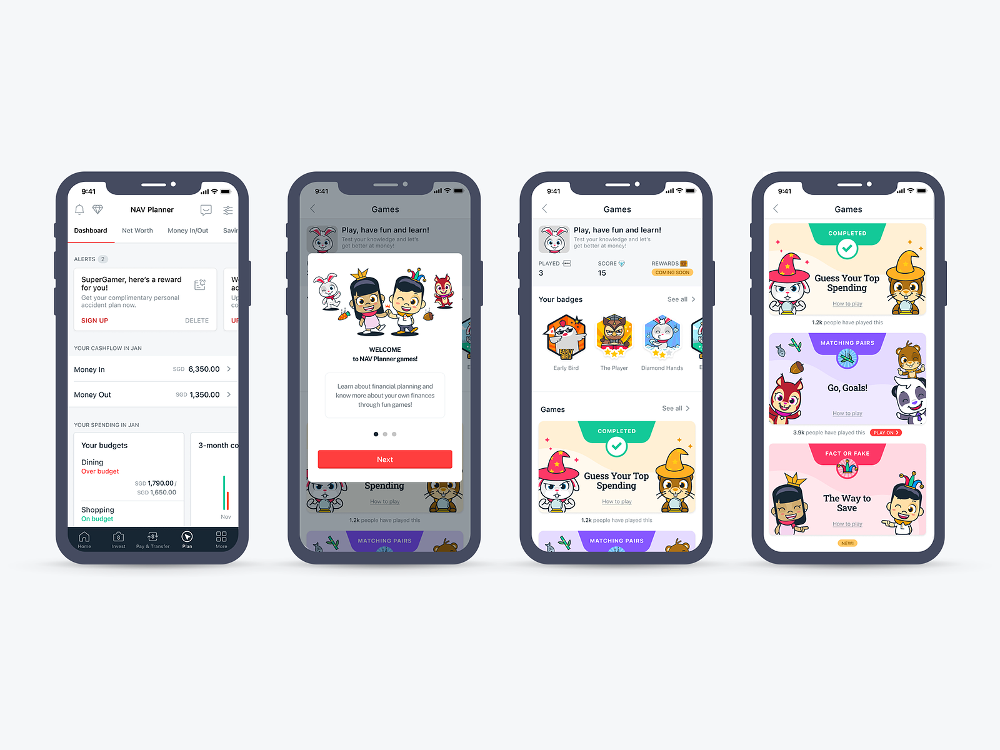 9:41
NAV Planner
Dashboard Net Worth Money In/Out Savin
ALERTS 2
SuperGamer, here's a reward
for you!
Get your complimentary personal
accident plan now.
SIGN UP DELETE
We
ad
Up
co
UP
YOUR CASHFLOW IN JAN
Money In SGD 6,350.00
Money Out SGD 1,350.00
YOUR SPENDING IN JAN
Your budgets
Dining
Over budget
SGD 1,790.00 /
SGD 1,650.00
Shopping
On budget
3-month co
Nov
Home Invest Pay & Transfer Plan More
9:41
Games
Play, have fun and learn!
Test your knowledge and let's
get better at money!
WELCOME
to NAV Planner games!
Learn about financial planning and
know more about your own finances
through fun games!
Next
Spending
How to play
1.2k people have played this
MATCHING PAIRS
9:41
Games
Play, have fun and learn!
Test your knowledge and let's
get better at money!
PLAYED SCORE REWARDS
3 15 COMING SOON
Your badges See all
EARLY
BIRD
Early Bird The Player Diamond Hands E
Games See all
COMPLETED
Guess Your Top
Spending
How to play
1.2k people have played this
MATCHING PAIRS
9:41
Games
COMPLETED
Guess Your Top
Spending
How to play
1.2k people have played this
MATCHING PAIRS
Go, Goals!
How to play
3.9k people have played this PLAY ON
FACT OR FAKE
The Way to
Save
How to play
NEW!